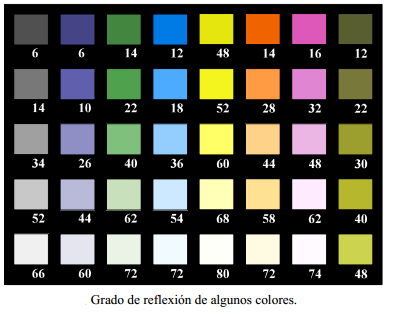 6 6 14 12 48 14 16 12
14 10 22 18 52 28 32 22
34 26 40 36 60 44 48 30
52 44 62 54 68 58 62 40
66 60 72 72 80 72 74 48
Grado de reflexión de algunos colores.